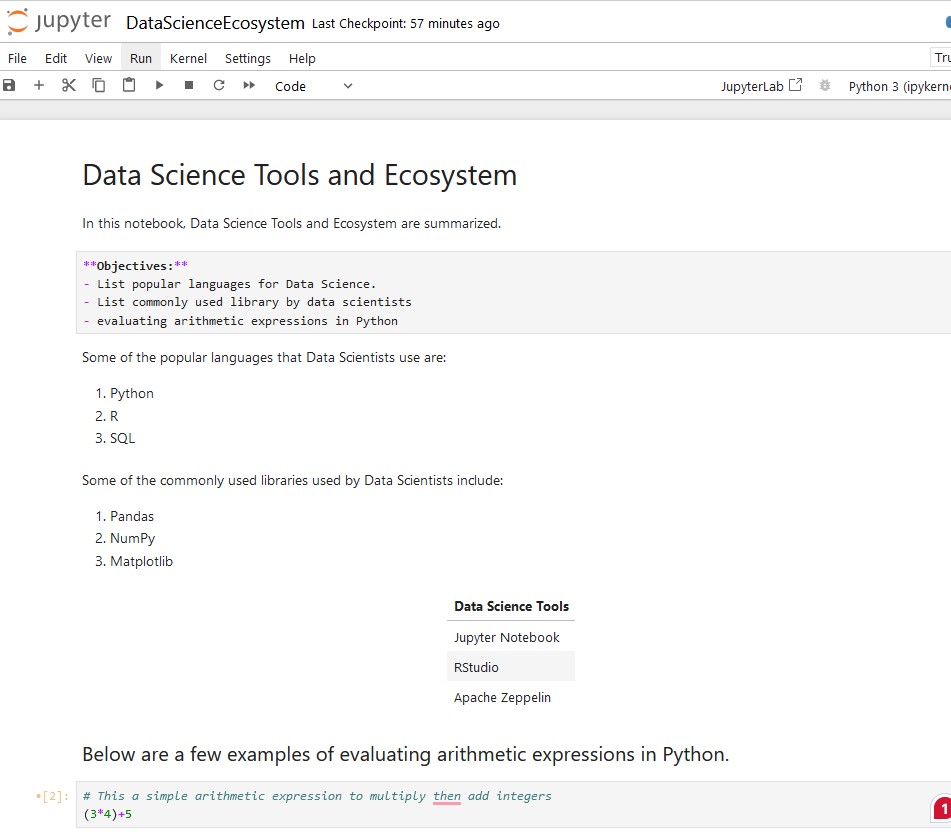 jupyter DataScienceEcosystem Last Checkpoint: 57 minutes ago
File Edit View Run Kernel Settings Help Tru
Code JupyterLab Python 3 (ipykern
Data Science Tools and Ecosystem
In this notebook, Data Science Tools and Ecosystem are summarized.
**Objectives:**
- List popular languages for Data Science.
- List commonly used library by data scientists
- evaluating arithmetic expressions in Python
Some of the popular languages that Data Scientists use are:
1. Python
2. R
3. SQL
Some of the commonly used libraries used by Data Scientists include:
1. Pandas
2. NumPy
3. Matplotlib
Data Science Tools
Jupyter Notebook
RStudio
Apache Zeppelin
Below are a few examples of evaluating arithmetic expressions in Python.
•[2]: # This a simple arithmetic expression to multiply then add integers
(3*4)+5
1